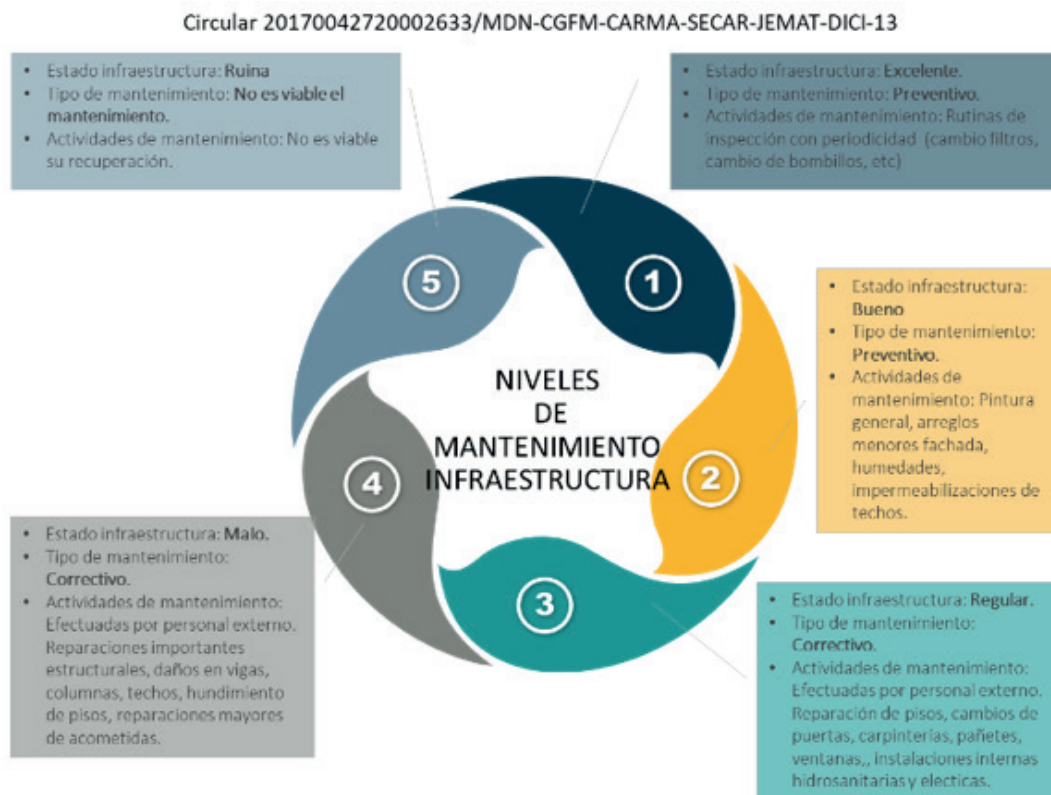 Circular 20170042720002633/MDN-CGFM-CARMA-SECAR-JEMAT-DICI-13
• Estado infraestructura: Ruina
• Tipo de mantenimiento: No es viable el
mantenimiento.
• Actividades de mantenimiento: No es viable
su recuperación.
• Estado infraestructura: Excelente.
• Tipo de mantenimiento: Preventivo.
• Actividades de mantenimiento: Rutinas de
inspección con periodicidad (cambio filtros,
cambio de bombillos, etc)
5
1
• Estado infraestructura:
Bueno
• Tipo de mantenimiento:
Preventivo.
• Actividades de
mantenimiento: Pintura
general, arreglos
menores fachada,
humedades,
impermeabilizaciones de
techos.
NIVELES
DE
MANTENIMIENTO
INFRAESTRUCTURA
4
2
3
• Estado infraestructura: Malo.
• Tipo de mantenimiento:
Correctivo.
• Actividades de mantenimiento:
Efectuadas por personal externo.
Reparaciones importantes
estructurales, daños en vigas,
columnas, techos, hundimiento
de pisos, reparaciones mayores
de acometidas.
• Estado infraestructura: Regular.
• Tipo de mantenimiento:
Correctivo.
• Actividades de mantenimiento:
Efectuadas por personal externo.
Reparación de pisos, cambios de
puertas, carpinterías, pañetes,
ventanas,, instalaciones internas
hidrosanitarias y electicas.